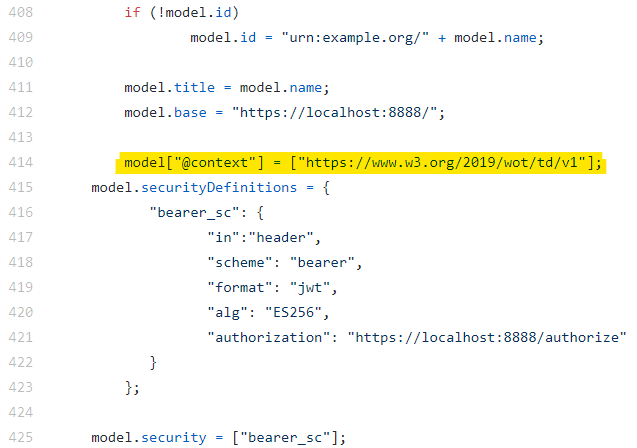 408 if (!model.id)
409 model.id = "urn:example.org/" + model.name;
410
411 model.title = model.name;
412 model.base = "https://localhost:8888/";
413
414 model["@context"] = ["https://www.w3.org/2019/wot/td/v1"];
415 model.securityDefinitions = {
416 "bearer_sc": {
417 "in":"header",
418 "scheme": "bearer",
419 "format": "jwt",
420 "alg": "ES256",
421 "authorization": "https://localhost:8888/authorize"
422 }
423 };
424
425 model.security = ["bearer_sc"];